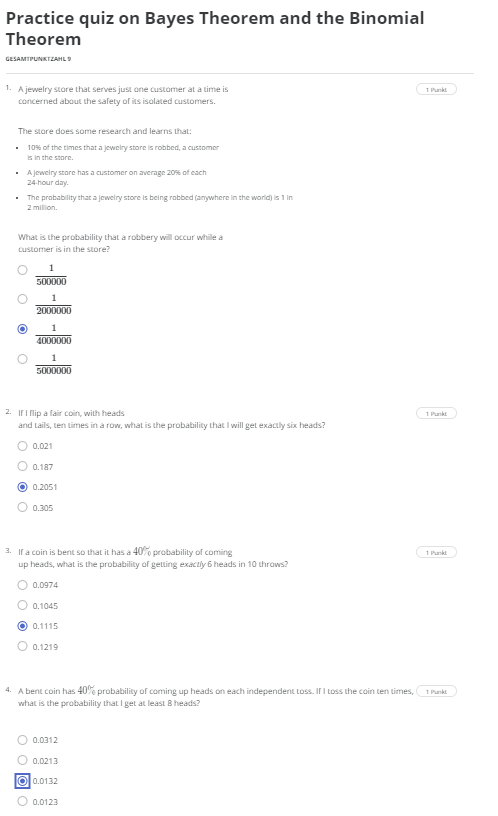 Practice quiz on Bayes Theorem and the Binomial
Theorem
GESAMTPUNKTZAHL 9
1. A jewelry store that serves just one customer at a time is
concerned about the safety of its isolated customers.
1 Punkt
The store does some research and learns that:
• 10% of the times that a jewelry store is robbed, a customer
is in the store.
• A jewelry store has a customer on average 20% of each
24-hour day.
• The probability that a jewelry store is being robbed (anywhere in the world) is 1 in
2 million.
What is the probability that a robbery will occur while a
customer is in the store?
1
500000
1
2000000
1
4000000
1
5000000
2. If I flip a fair coin, with heads
and tails, ten times in a row, what is the probability that I will get exactly six heads?
1 Punkt
0.021
0.187
0.2051
0.305
3. If a coin is bent so that it has a 40% probability of coming
up heads, what is the probability of getting exactly 6 heads in 10 throws?
1 Punkt
0.0974
0.1045
0.1115
0.1219
4. A bent coin has 40% probability of coming up heads on each independent toss. If I toss the coin ten times,
what is the probability that I get at least 8 heads?
1 Punkt
0.0312
0.0213
0.0132
0.0123